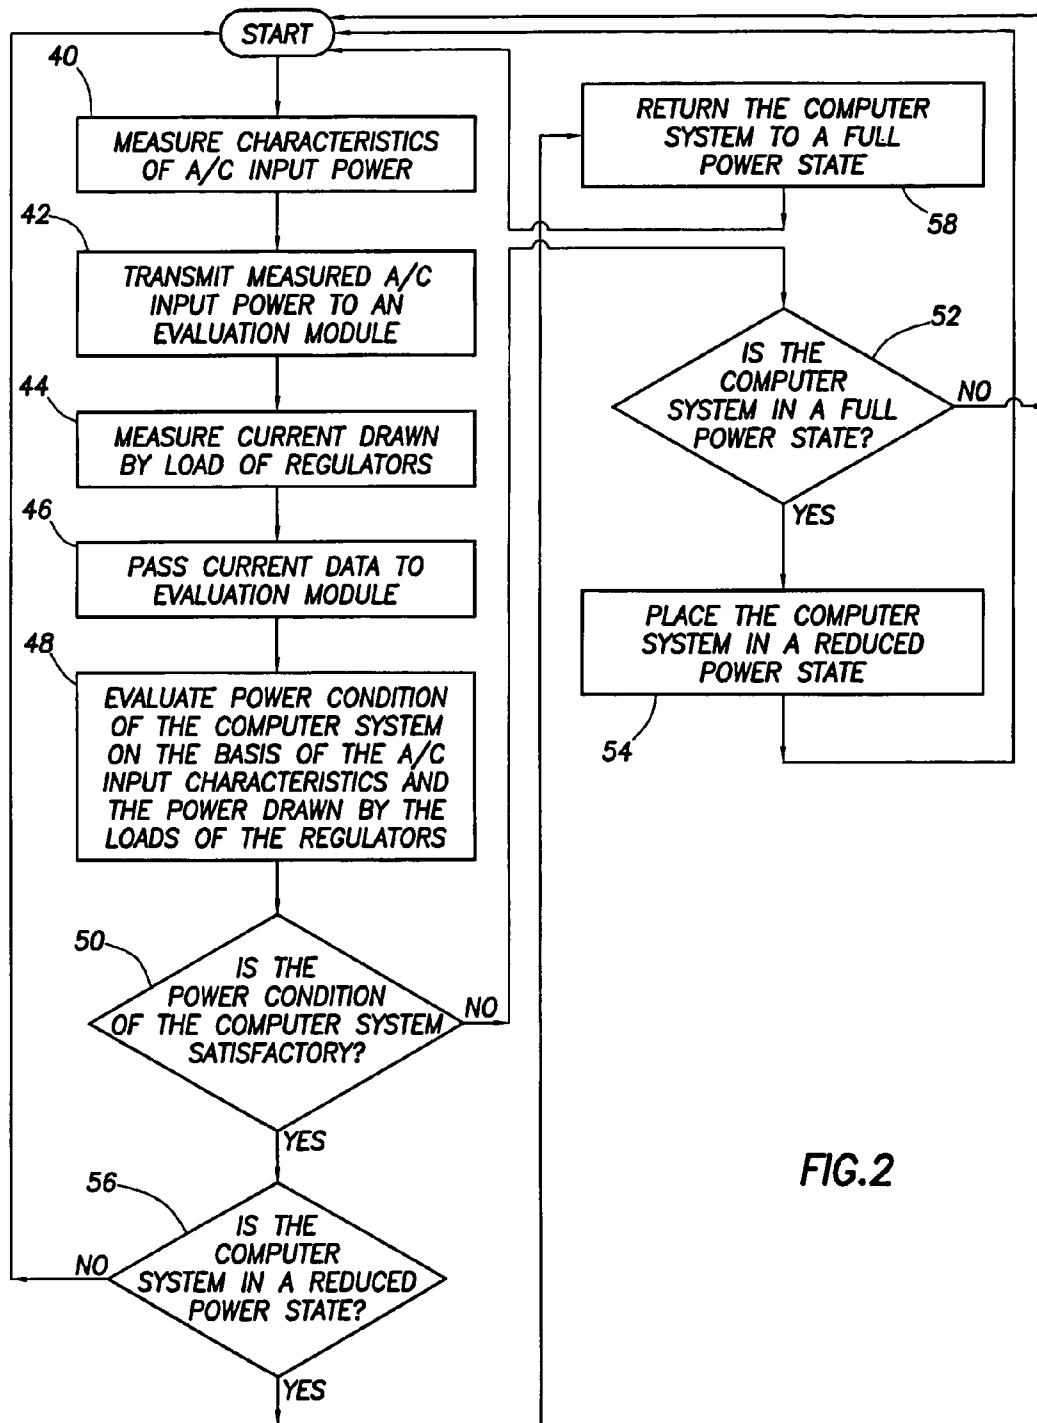 START
40
MEASURE CHARACTERISTICS
OF A/C INPUT POWER
42
TRANSMIT MEASURED A/C
INPUT POWER TO AN
EVALUATION MODULE
44
MEASURE CURRENT DRAWN
BY LOAD OF REGULATORS
46
PASS CURRENT DATA TO
EVALUATION MODULE
48
EVALUATE POWER CONDITION
OF THE COMPUTER SYSTEM
ON THE BASIS OF THE A/C
INPUT CHARACTERISTICS AND
THE POWER DRAWN BY THE
LOADS OF THE REGULATORS
50
IS THE
POWER CONDITION
OF THE COMPUTER SYSTEM
SATISFACTORY?
NO
YES
56
IS THE
COMPUTER
SYSTEM IN A REDUCED
POWER STATE?
NO
YES
RETURN THE COMPUTER
SYSTEM TO A FULL
POWER STATE
58
52
IS THE
COMPUTER
SYSTEM IN A FULL
POWER STATE?
NO
YES
PLACE THE COMPUTER
SYSTEM IN A REDUCED
POWER STATE
54
FIG.2